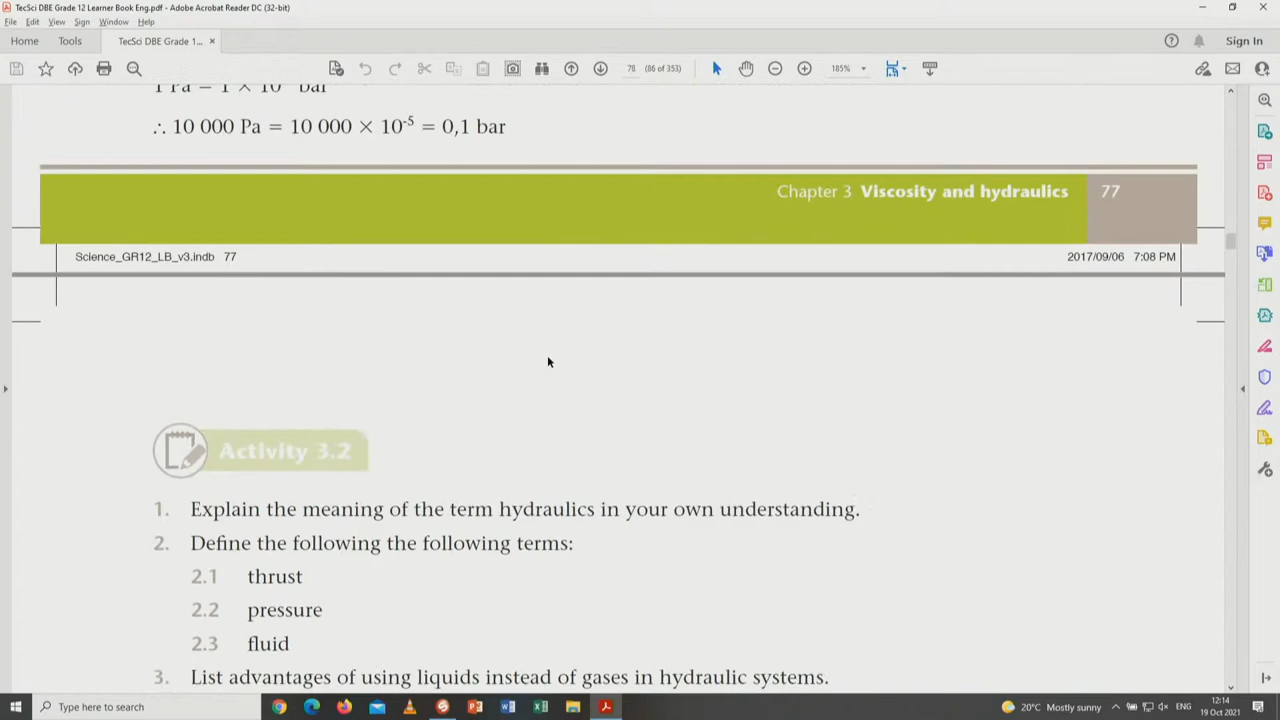 TecSci DBE Grade 12 Learner Book Eng.pdf - Adobe Acrobat Reader DC (32-bit)
File Edit View Sign Window Help
Home Tools TecSci DBE Grade 1... × Sign In
78 (86 of 353) 185%
1 Pa = 1 × 10 bar
∴ 10 000 Pa = 10 000 × 10-5 = 0,1 bar
Chapter 3 Viscosity and hydraulics 77
Science_GR12_LB_v3.indb 77 2017/09/06 7:08 PM
Activity 3.2
1. Explain the meaning of the term hydraulics in your own understanding.
2. Define the following the following terms:
2.1 thrust
2.2 pressure
2.3 fluid
3. List advantages of using liquids instead of gases in hydraulic systems.
Type here to search 20°C Mostly sunny ENG 12:14
19 Oct 2021